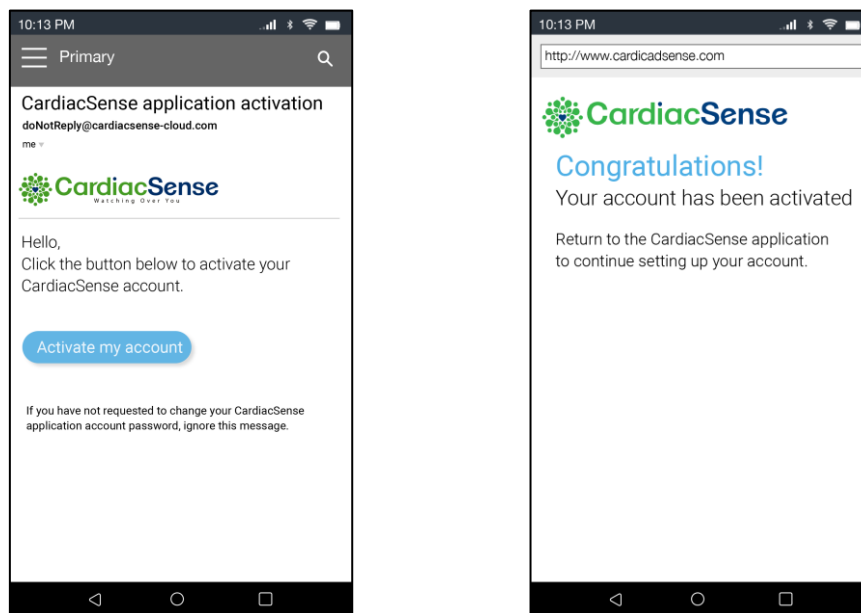 10:13 PM
Primary
CardiacSense application activation
doNotReply@cardiacsense-cloud.com
me
CardiacSense
Watching Over You
Hello,
Click the button below to activate your
CardiacSense account.
Activate my account
If you have not requested to change your CardiacSense
application account password, ignore this message.
10:13 PM
http://www.cardicadsense.com
CardiacSense
Congratulations!
Your account has been activated
Return to the CardiacSense application
to continue setting up your account.